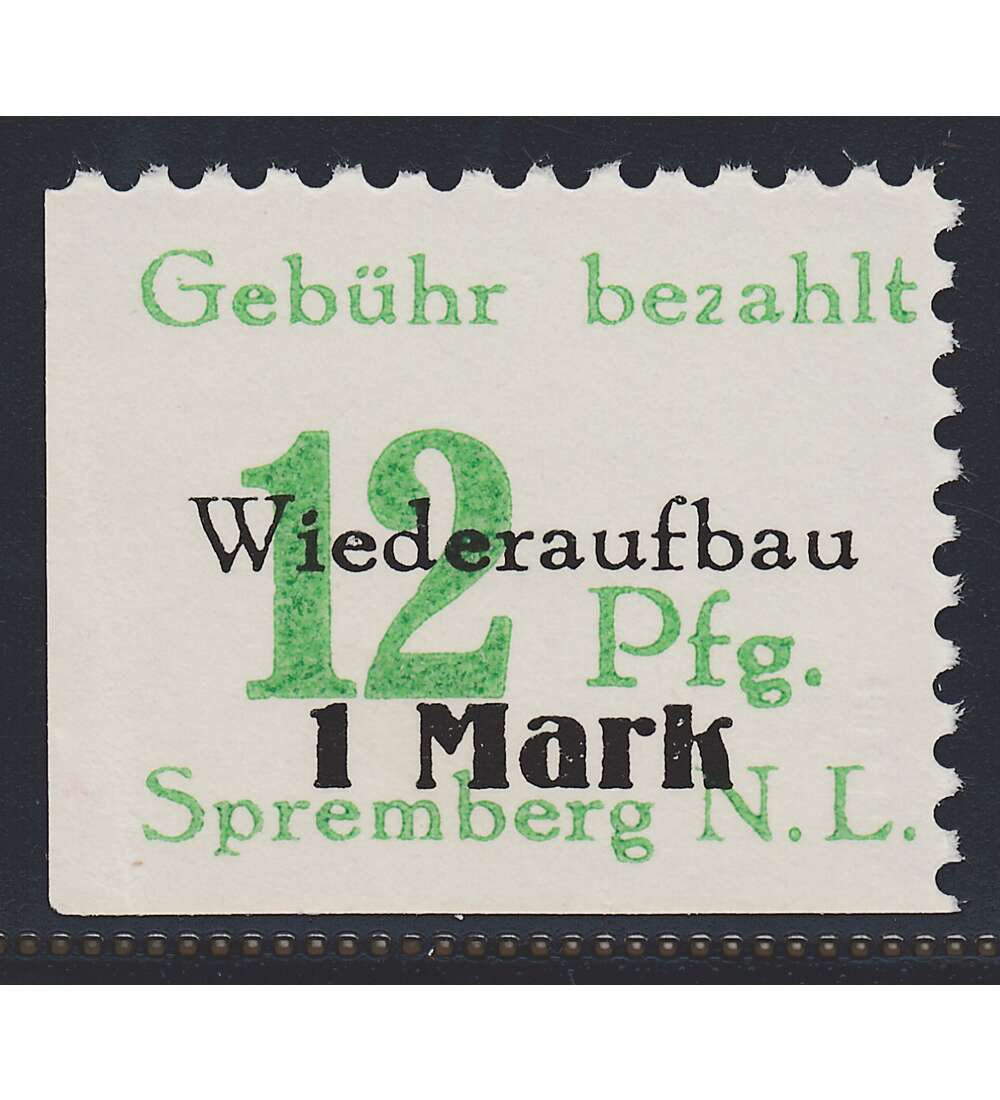 Gebühr bezahlt
12 Pfg.
Wiederaufbau
1 Mark
Spremberg N. L.